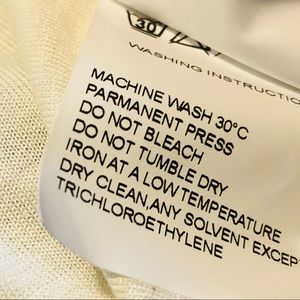 30
WASHING INSTRUCTIO
MACHINE WASH 30°C
PARMANENT PRESS
DO NOT BLEACH
DO NOT TUMBLE DRY
IRON AT A LOW TEMPERATURE
DRY CLEAN,ANY SOLVENT EXCEPT
TRICHLOROETHYLENE